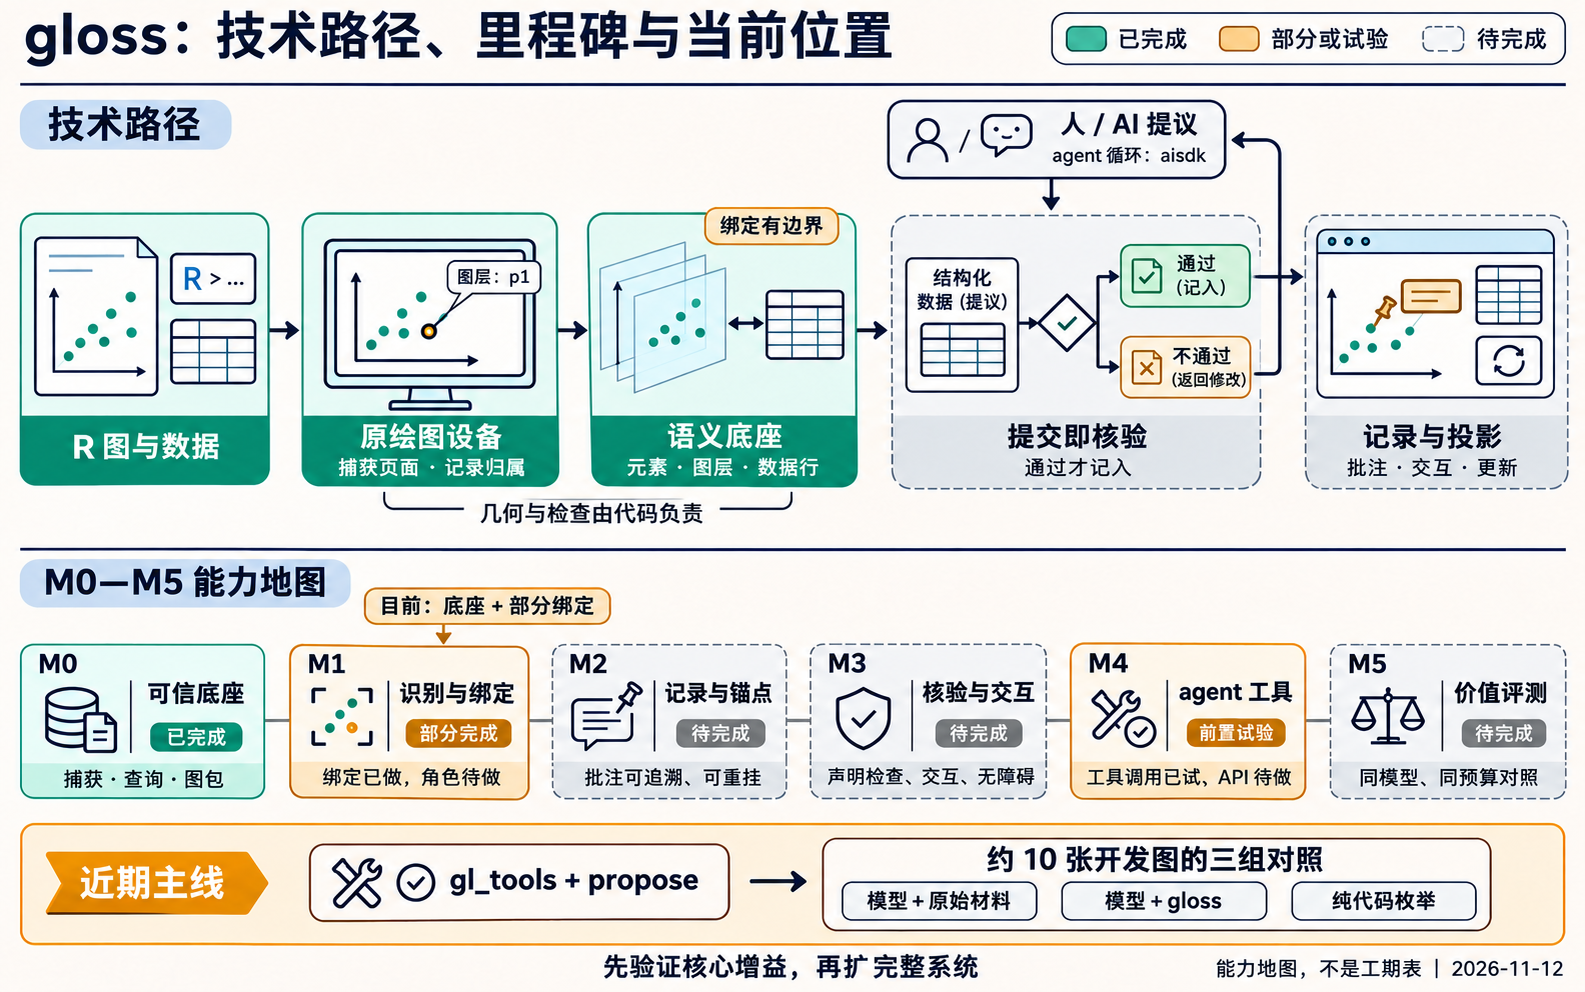 gloss：技术路径、里程碑与当前位置
已完成
部分或试验
待完成
技术路径
人 / AI 提议
agent 循环：aisdk
R > ...
R 图与数据
图层：p1
原绘图设备
捕获页面 · 记录归属
绑定有边界
语义底座
元素 · 图层 · 数据行
几何与检查由代码负责
结构化
数据 (提议)
通过
(记入)
不通过
(返回修改)
提交即核验
通过才记入
记录与投影
批注 · 交互 · 更新
M0—M5 能力地图
目前：底座 + 部分绑定
M0
可信底座
已完成
捕获 · 查询 · 图包
M1
识别与绑定
部分完成
绑定已做，角色待做
M2
记录与锚点
待完成
批注可追溯、可重挂
M3
核验与交互
待完成
声明检查、交互、无障碍
M4
agent 工具
前置试验
工具调用已试，API 待做
M5
价值评测
待完成
同模型、同预算对照
近期主线
gl_tools + propose
约 10 张开发图的三组对照
模型 + 原始材料
模型 + gloss
纯代码枚举
先验证核心增益，再扩完整系统
能力地图，不是工期表 | 2026-11-12